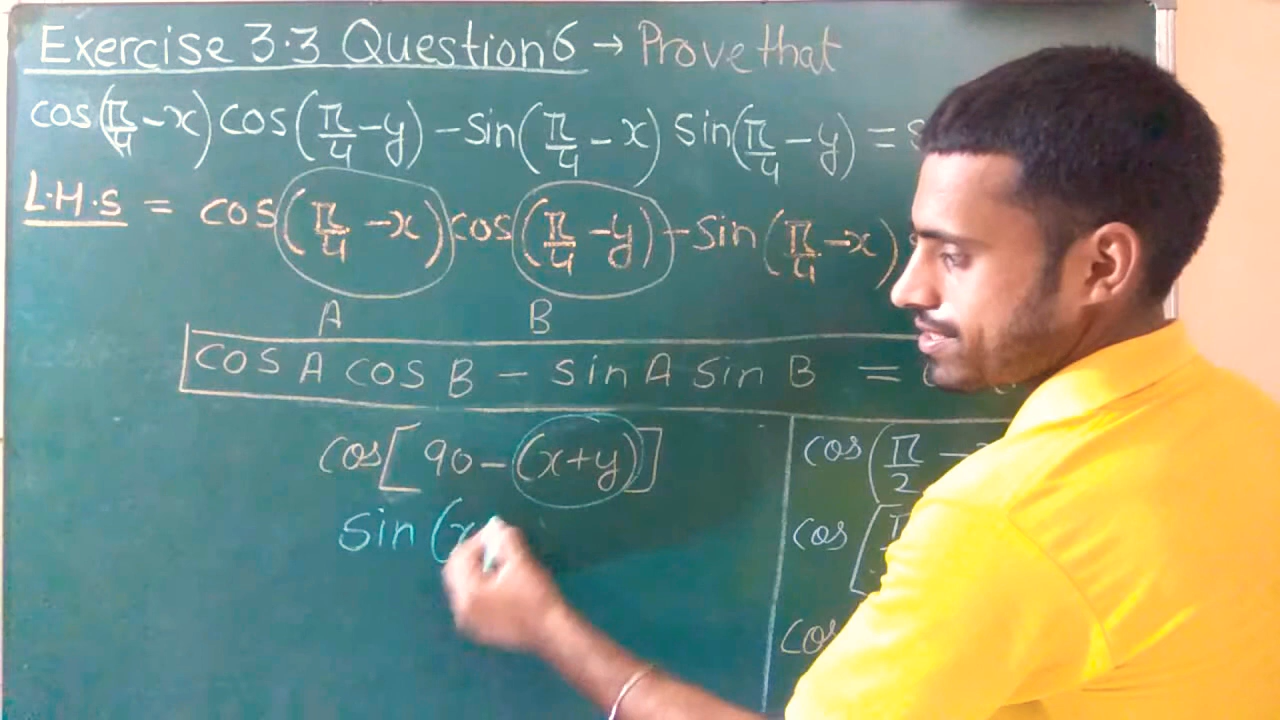 Exercise 3.3 Question 6 → Prove that
cos(π/4 - x) cos(π/4 - y) - sin(π/4 - x) sin(π/4 - y) =
L.H.S = cos(π/4 - x) cos(π/4 - y) - sin(π/4 - x)
A B
cos A cos B - sin A sin B =
cos[90 - (x+y)]
sin(x
cos(π/2 -
cos[
cos